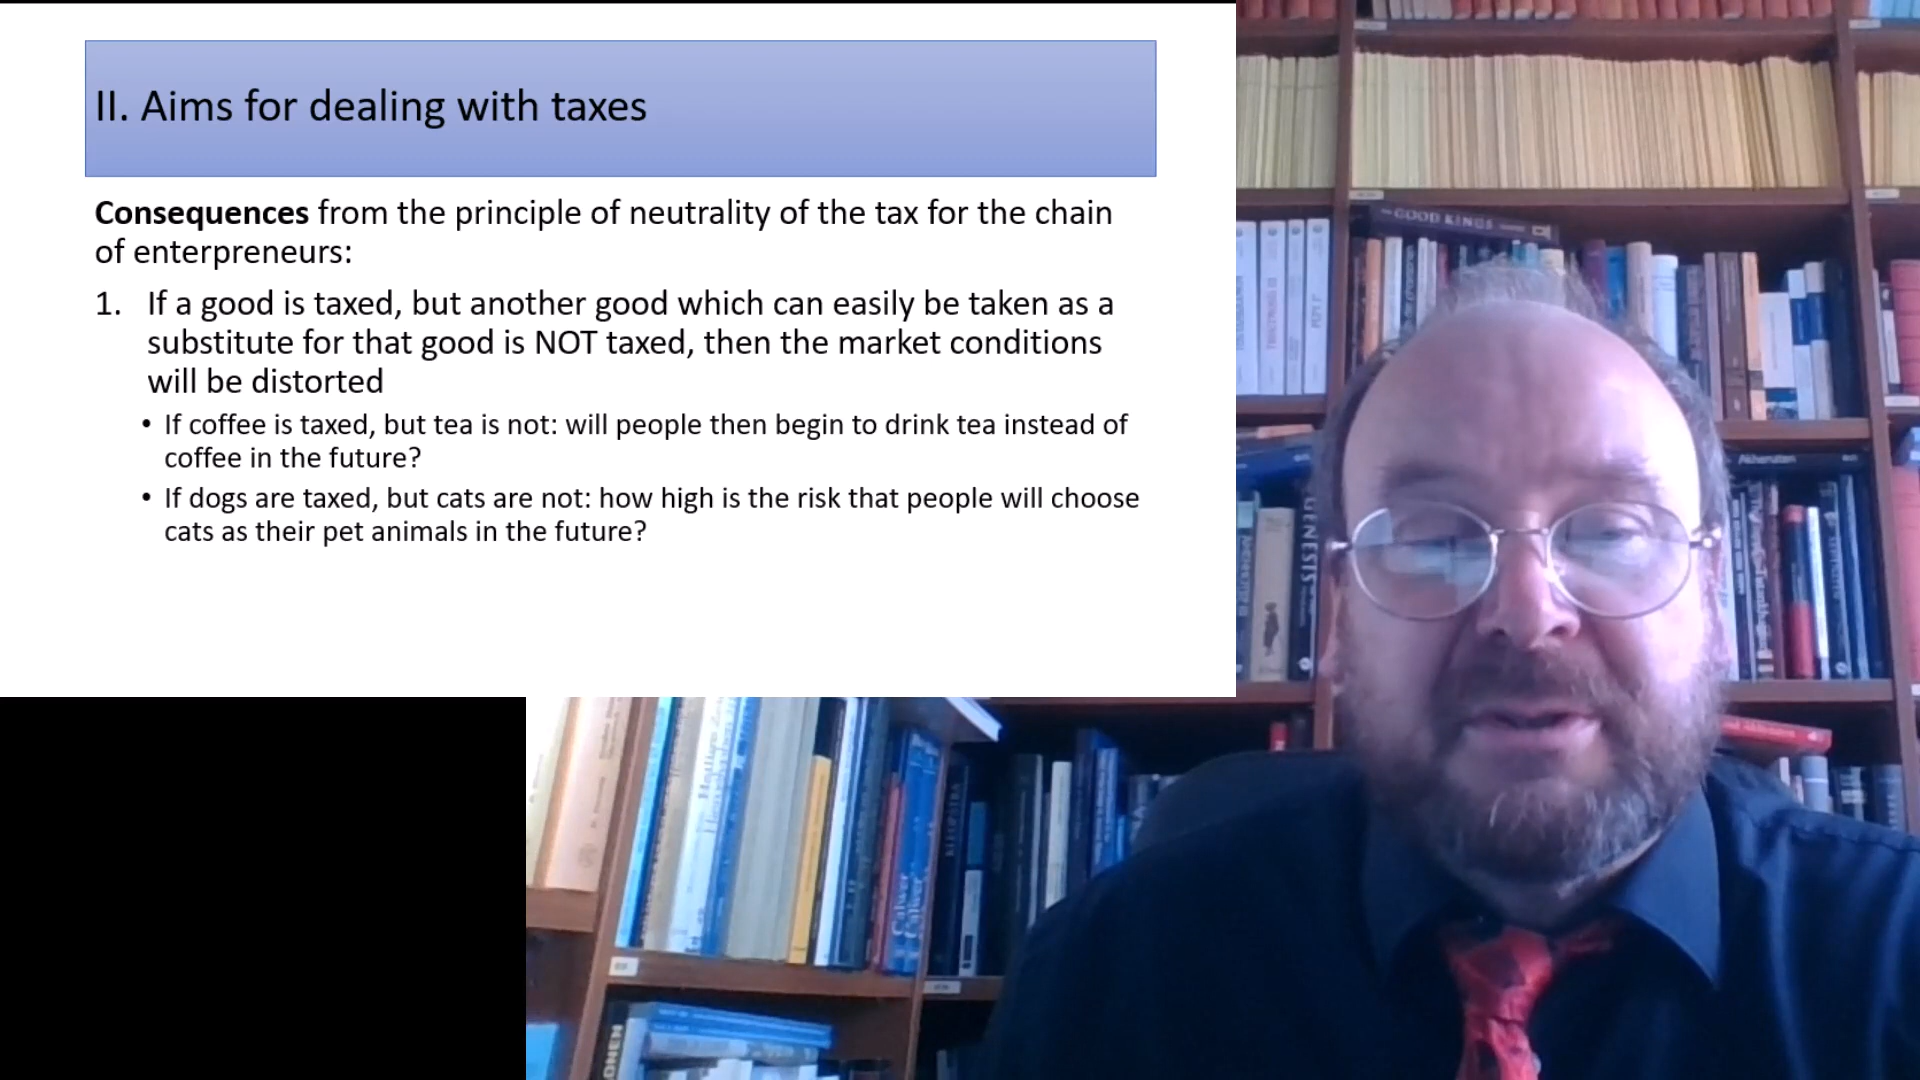 II. Aims for dealing with taxes
Consequences from the principle of neutrality of the tax for the chain
of enterpreneurs:
1. If a good is taxed, but another good which can easily be taken as a
substitute for that good is NOT taxed, then the market conditions
will be distorted
• If coffee is taxed, but tea is not: will people then begin to drink tea instead of
coffee in the future?
• If dogs are taxed, but cats are not: how high is the risk that people will choose
cats as their pet animals in the future?
GOOD KINGS
GENESIS
KLEOPATRA
Calwer
Calwer